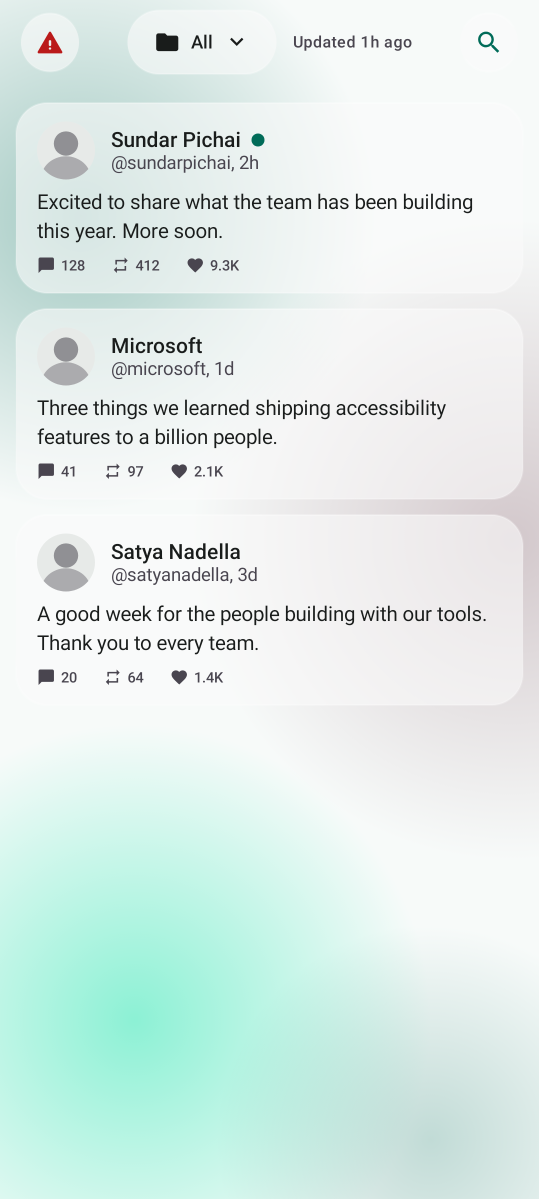 All
Updated 1h ago
Sundar Pichai
@sundarpichai, 2h
Excited to share what the team has been building
this year. More soon.
128 412 9.3K
Microsoft
@microsoft, 1d
Three things we learned shipping accessibility
features to a billion people.
41 97 2.1K
Satya Nadella
@satyanadella, 3d
A good week for the people building with our tools.
Thank you to every team.
20 64 1.4K